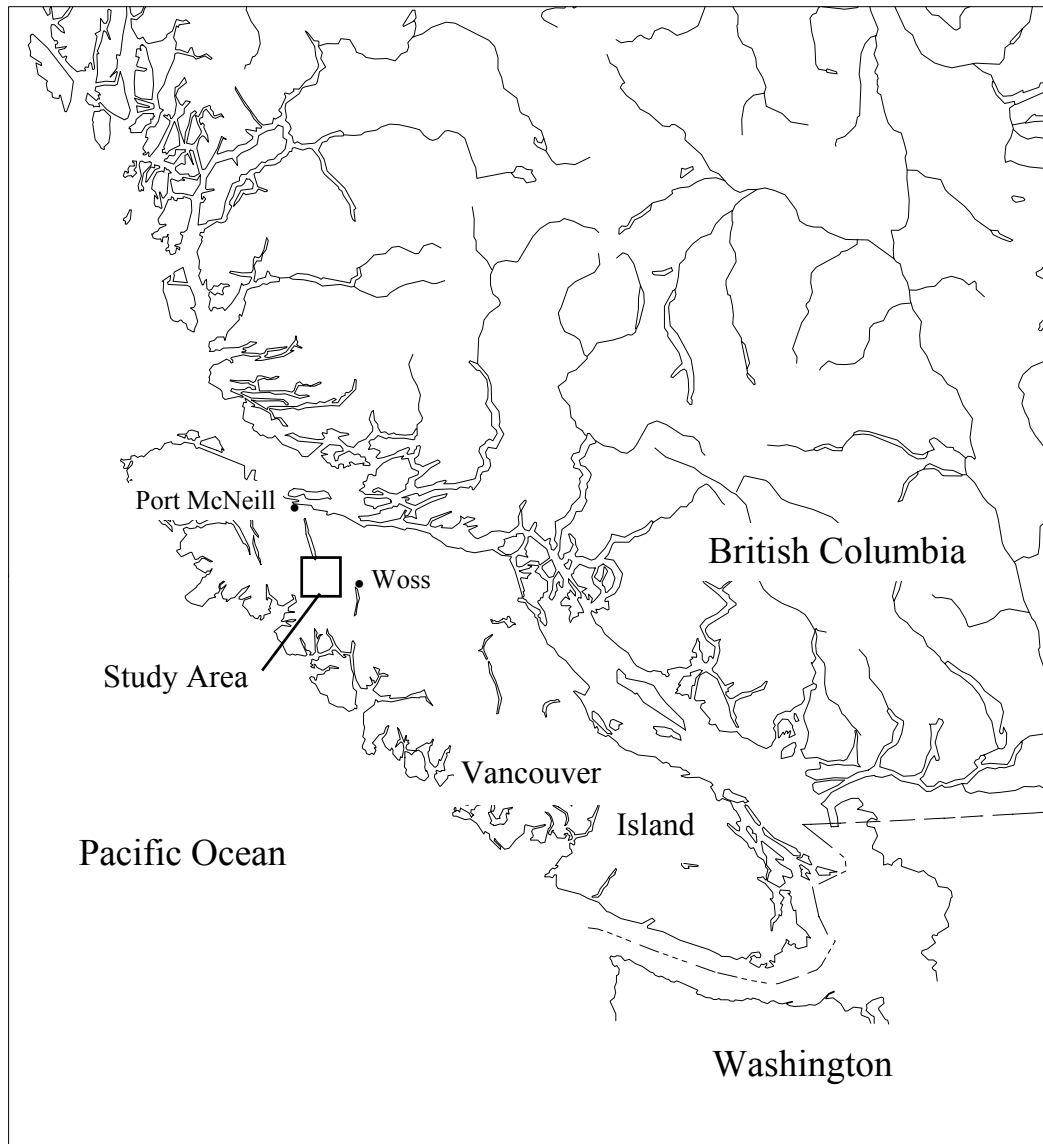 Port McNeill
British Columbia
Woss
Study Area
Vancouver
Island
Pacific Ocean
Washington